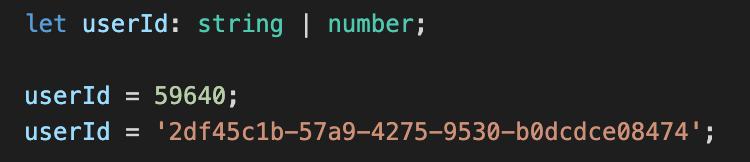 let userId: string | number;
userId = 59640;
userId = '2df45c1b-57a9-4275-9530-b0dcdce08474';